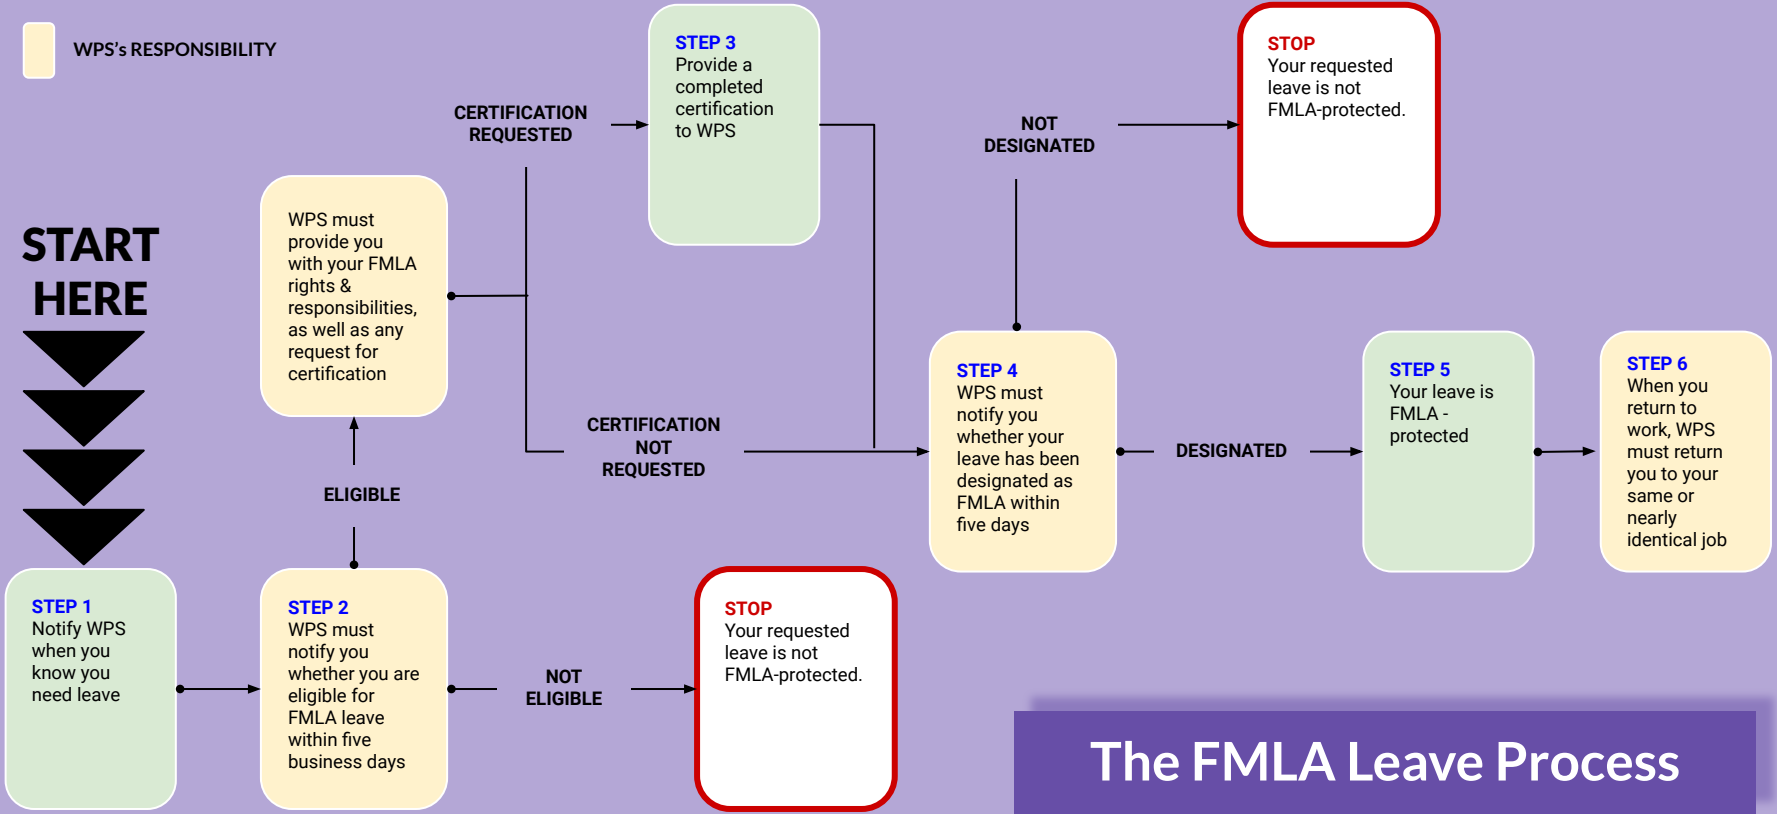 WPS's RESPONSIBILITY
START
HERE
STEP 1
Notify WPS
when you
know you
need leave
STEP 2
WPS must
notify you
whether you are
eligible for
FMLA leave
within five
business days
NOT
ELIGIBLE
STOP
Your requested
leave is not
FMLA-protected.
ELIGIBLE
WPS must
provide you
with your FMLA
rights &
responsibilities,
as well as any
request for
certification
CERTIFICATION
REQUESTED
STEP 3
Provide a
completed
certification
to WPS
CERTIFICATION
NOT
REQUESTED
STEP 4
WPS must
notify you
whether your
leave has been
designated as
FMLA within
five days
NOT
DESIGNATED
STOP
Your requested
leave is not
FMLA-protected.
DESIGNATED
STEP 5
Your leave is
FMLA -
protected
STEP 6
When you
return to
work, WPS
must return
you to your
same or
nearly
identical job
The FMLA Leave Process